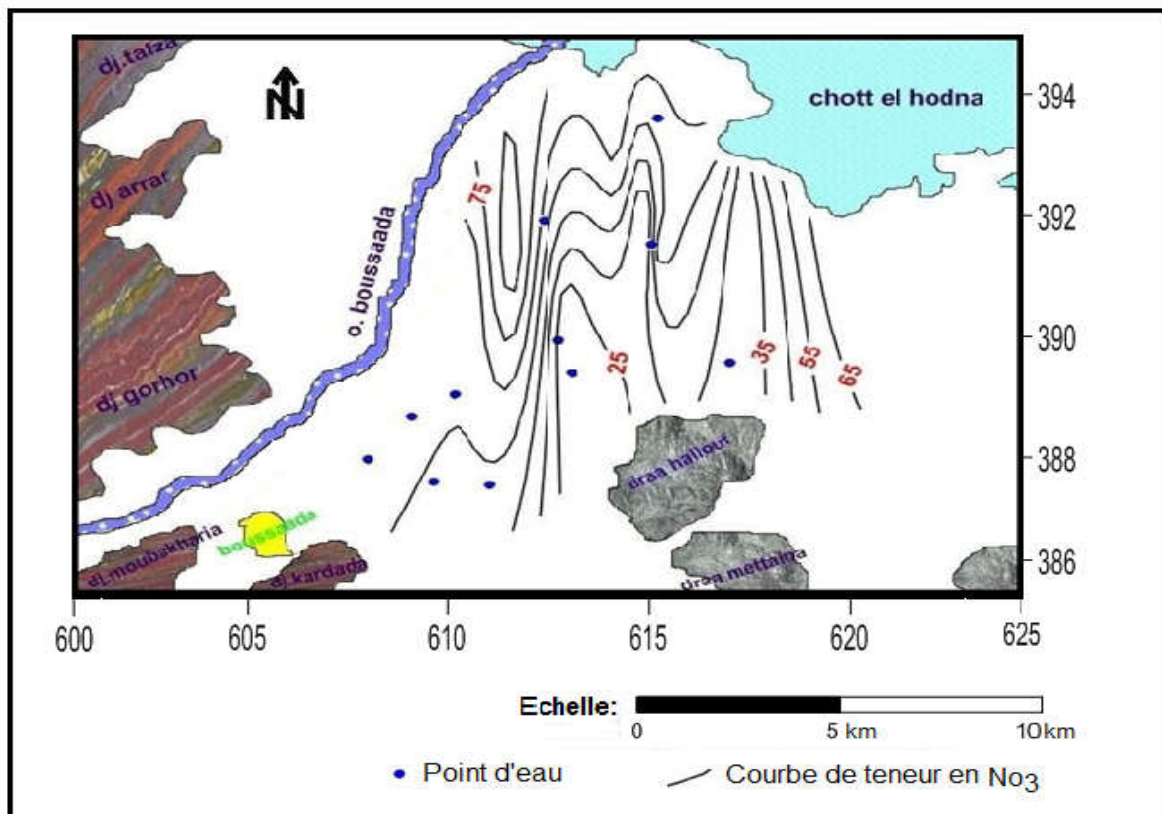 dj.tafza
N
chott el hodna
394
dj arrar
75
392
o. boussaada
390
25
35
55
65
dj gorhor
388
draa hallout
dj.moubakharia
boussaada
dj.kardada
draa mettaina
386
600
605
610
615
620
625
Echelle:
0
5 km
10km
Point d'eau
Courbe de teneur en No3